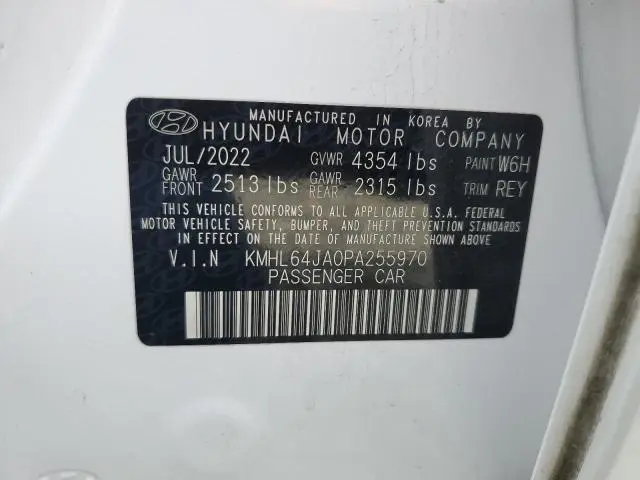 MANUFACTURED IN KOREA BY
HYUNDAI MOTOR COMPANY
JUL/2022 GVWR 4354 lbs PAINT W6H
GAWR FRONT 2513 lbs GAWR REAR 2315 lbs TRIM REY
THIS VEHICLE CONFORMS TO ALL APPLICABLE U.S.A. FEDERAL
MOTOR VEHICLE SAFETY, BUMPER, AND THEFT PREVENTION STANDARDS
IN EFFECT ON THE DATE OF MANUFACTURE SHOWN ABOVE.
V.I.N KMHL64JA0PA255970
PASSENGER CAR